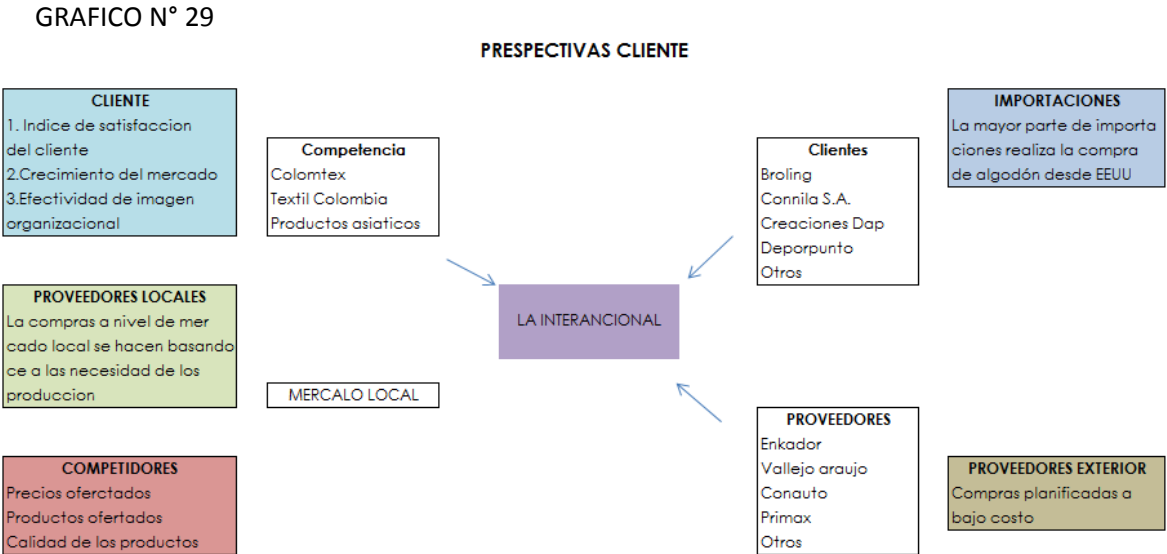 GRAFICO N° 29
PRESPECTIVAS CLIENTE
CLIENTE
1. Indice de satisfaccion
del cliente
2.Crecimiento del mercado
3.Efectividad de imagen
organizacional
Competencia
Colomtex
Textil Colombia
Productos asiaticos
Clientes
Broling
Connila S.A.
Creaciones Dap
Deporpunto
Otros
IMPORTACIONES
La mayor parte de importa
ciones realiza la compra
de algodón desde EEUU
PROVEEDORES LOCALES
La compras a nivel de mer
cado local se hacen basando
ce a las necesidad de los
produccion
LA INTERANCIONAL
MERCALO LOCAL
COMPETIDORES
Precios oferctados
Productos ofertados
Calidad de los productos
PROVEEDORES
Enkador
Vallejo araujo
Conauto
Primax
Otros
PROVEEDORES EXTERIOR
Compras planificadas a
bajo costo